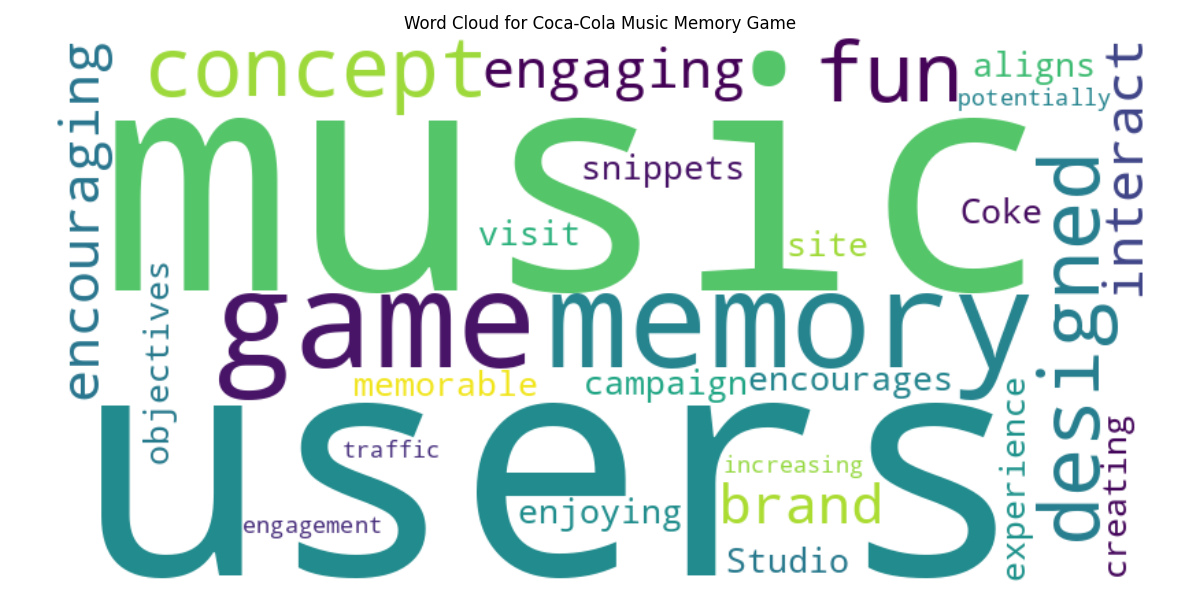 Word Cloud for Coca-Cola Music Memory Game
encouraging
concept
engaging
fun
aligns
potentially
interact
music
snippets
Coke
visit
site
designed
objectives
game
memory
memorable
campaign
encourages
users
traffic
increasing
experience
creating
engagement
enjoying
brand
Studio